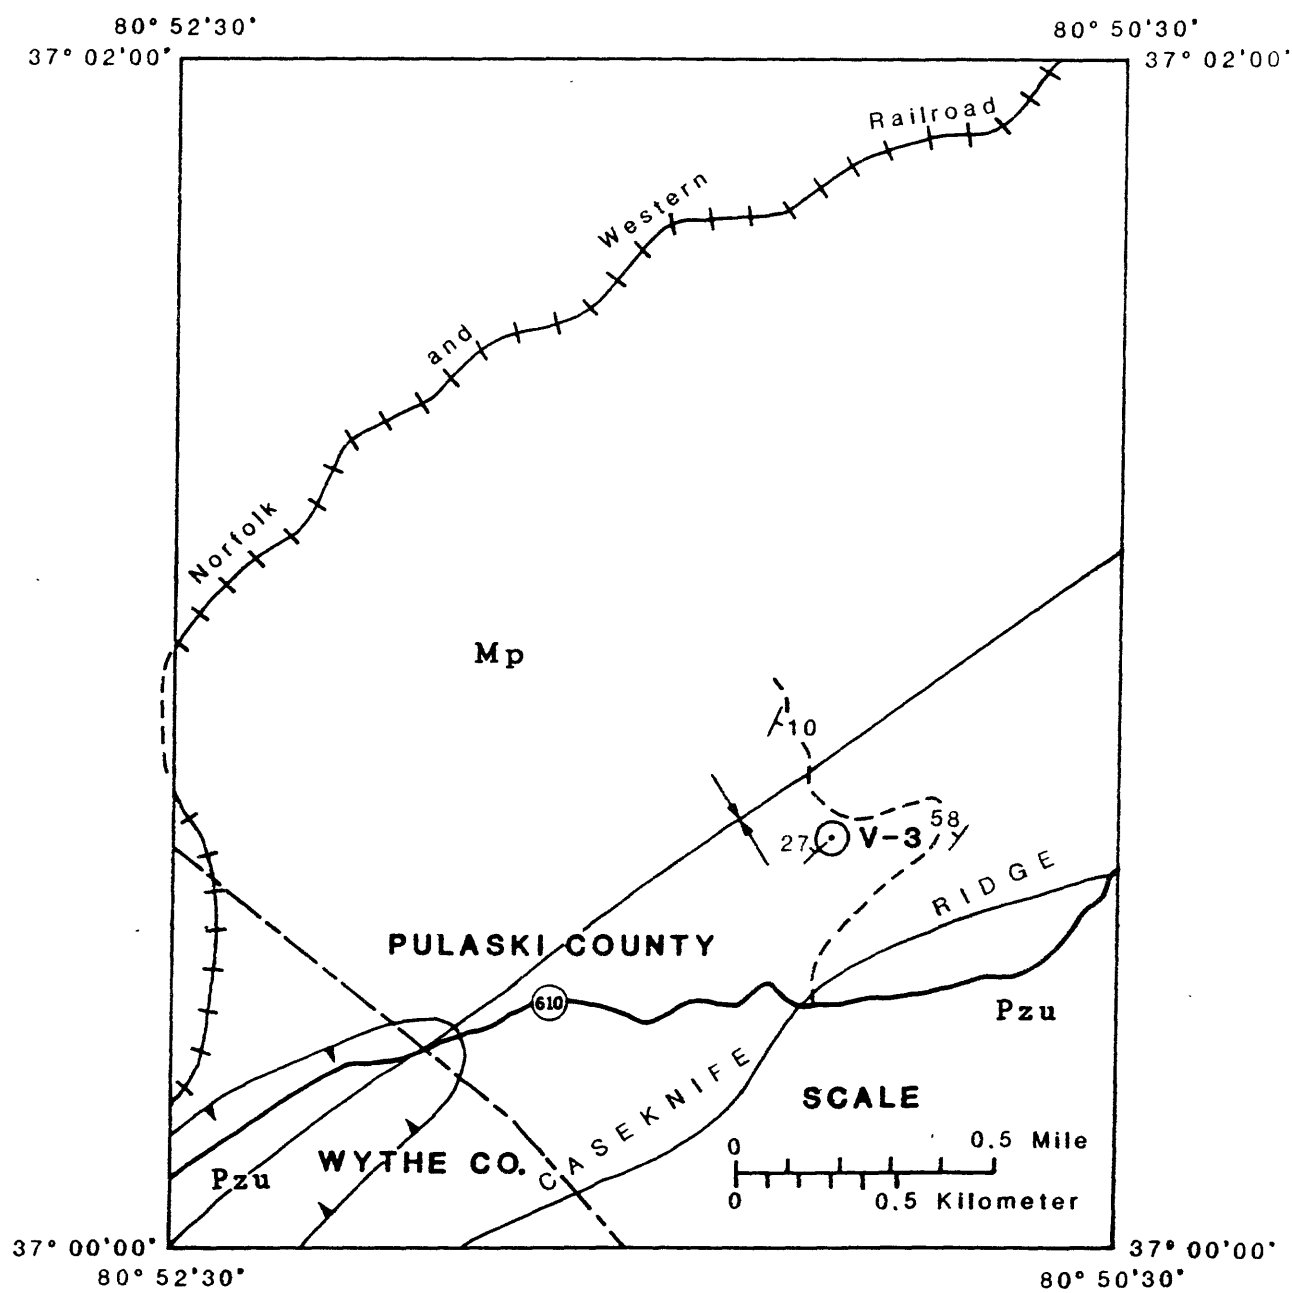 80° 52'30"
80° 50'30"
37° 02'00"
37° 02'00"
Railroad
Western
and
Norfolk
Mp
10
58
27
V-3
RIDGE
PULASKI COUNTY
610
Pzu
CASEKNIFE
SCALE
0 0.5 Mile
0 0.5 Kilometer
WYTHE CO.
Pzu
37° 00'00"
37° 00'00"
80° 52'30"
80° 50'30"